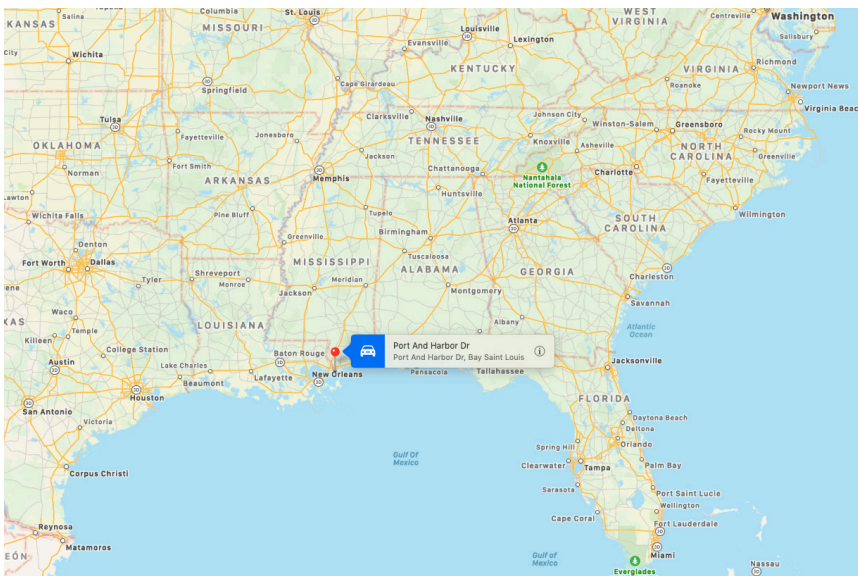 Salina
Columbia
St. Louis
WEST
VIRGINIA
Centreville
Washington
KANSAS
MISSOURI
Louisville
Salisbury
City
Wichita
Evansville
Lexington
Richmond
KENTUCKY
VIRGINIA
Springfield
Cape Girardeau
Roanoke
Newport News
Virginia Beac
Tulsa
Clarksville
Nashville
Johnson City
Winston-Salem
Greensboro
Rocky Mount
OKLAHOMA
Fayetteville
Jonesboro
TENNESSEE
Knoxville
Asheville
NORTH
CAROLINA
Greenville
Norman
Fort Smith
Jackson
Chattanooga
Nantahala
National Forest
Charlotte
Fayetteville
ARKANSAS
Memphis
Huntsville
Lawton
Wichita Falls
Pine Bluff
Tupelo
Atlanta
SOUTH
CAROLINA
Wilmington
Denton
Greenville
Birmingham
Fort Worth
Dallas
Tuscaloosa
Tyler
Shreveport
Monroe
MISSISSIPPI
Meridian
ALABAMA
GEORGIA
Charleston
Jackson
Montgomery
Savannah
Waco
XAS
Temple
Killeen
LOUISIANA
Albany
Atlantic
Ocean
College Station
Baton Rouge
Port And Harbor Dr
Port And Harbor Dr, Bay Saint Louis
Austin
Lake Charles
Jacksonville
Beaumont
Lafayette
New Orleans
Pensacola
Tallahassee
Houston
San Antonio
FLORIDA
Victoria
Daytona Beach
Deltona
Spring Hill
Orlando
Gulf Of
Mexico
Clearwater
Tampa
Palm Bay
Corpus Christi
Sarasota
Port Saint Lucie
Wellington
Cape Coral
Fort Lauderdale
Reynosa
Matamoros
EÓN
Gulf of
Mexico
Miami
Everglades
Nassau